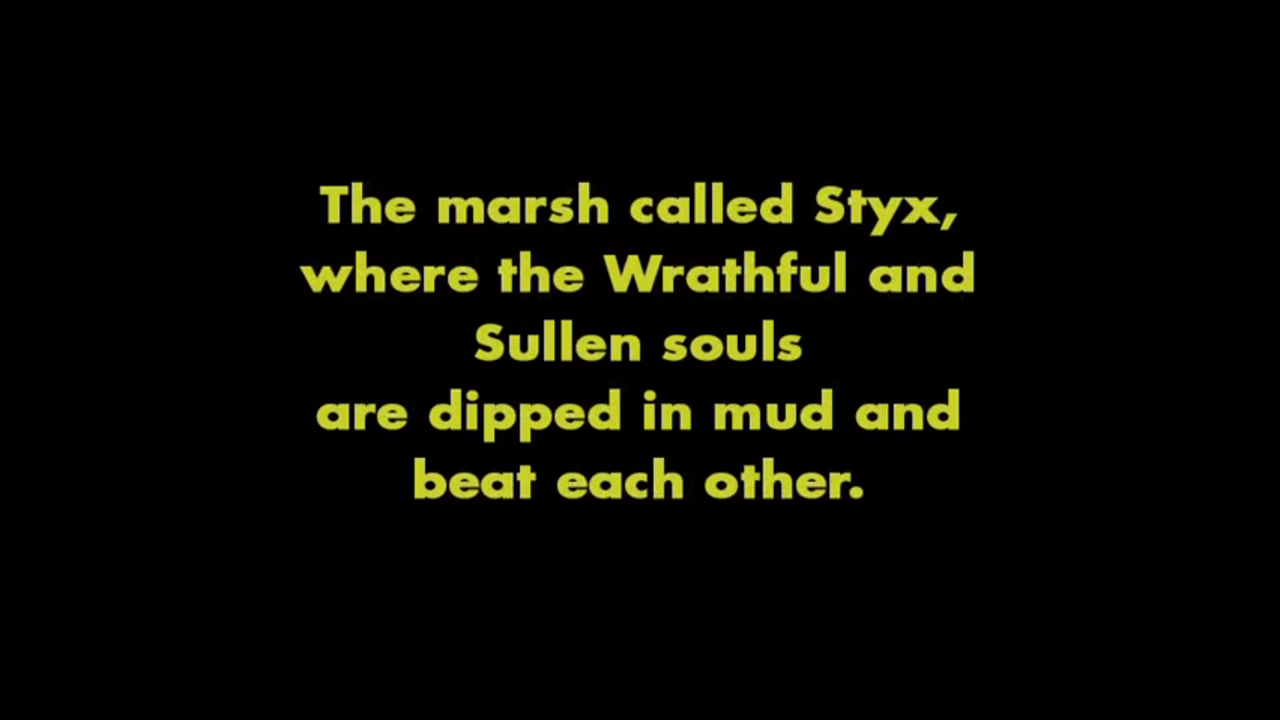 The marsh called Styx,
where the Wrathful and
Sullen souls
are dipped in mud and
beat each other.